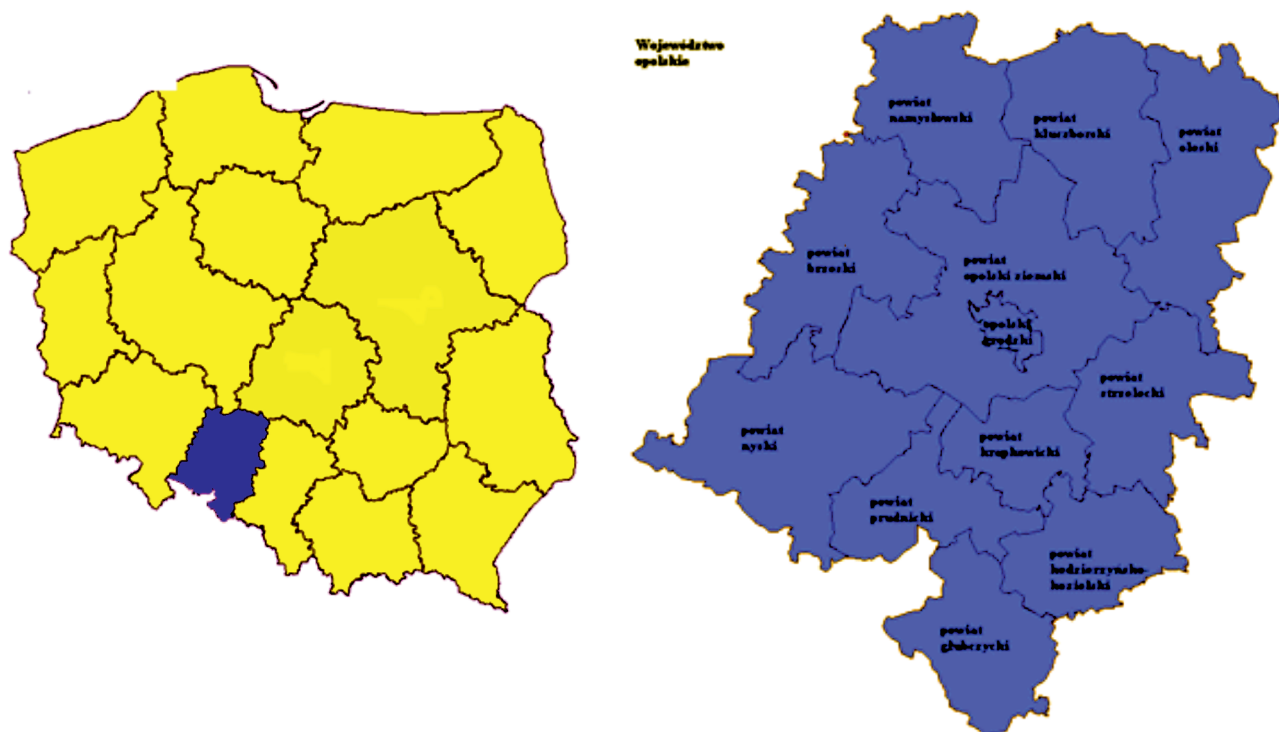 Województwo
opolskie
powiat
namysłowski
powiat
kluczborski
powiat
oleski
powiat
brzeski
powiat
opolski ziemski
opolski
grodzki
powiat
strzelecki
powiat
nyski
powiat
krapkowicki
powiat
prudnicki
powiat
kędzierzyńsko-
kozielski
powiat
głubczycki